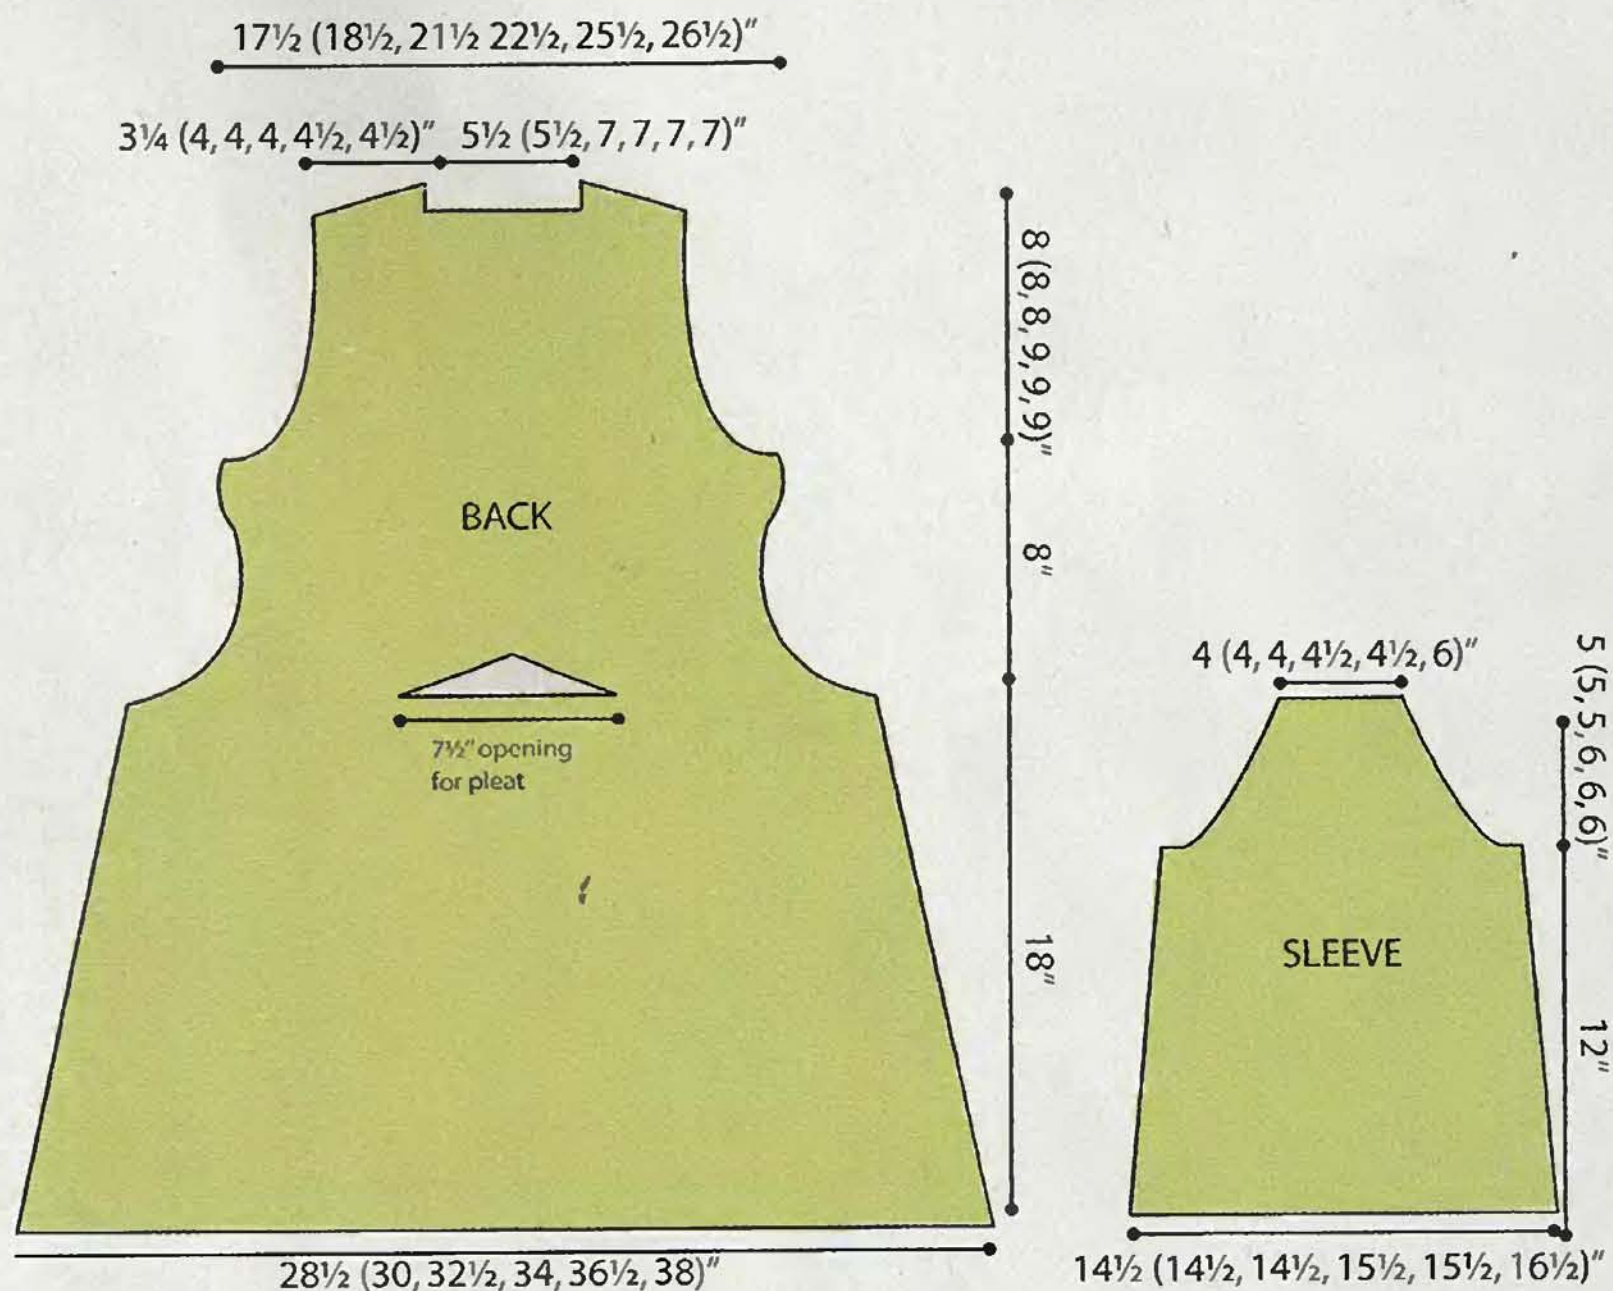 17½ (18½, 21½ 22½, 25½, 26½)"
3¼ (4, 4, 4, 4½, 4½)" 5½ (5½, 7, 7, 7, 7)"
8 (8, 8, 9, 9, 9)"
BACK
8"
7½" opening
for pleat
18"
28½ (30, 32½, 34, 36½, 38)"
4 (4, 4, 4½, 4½, 6)"
5 (5, 5, 6, 6, 6)"
SLEEVE
12"
14½ (14½, 14½, 15½, 15½, 16½)"